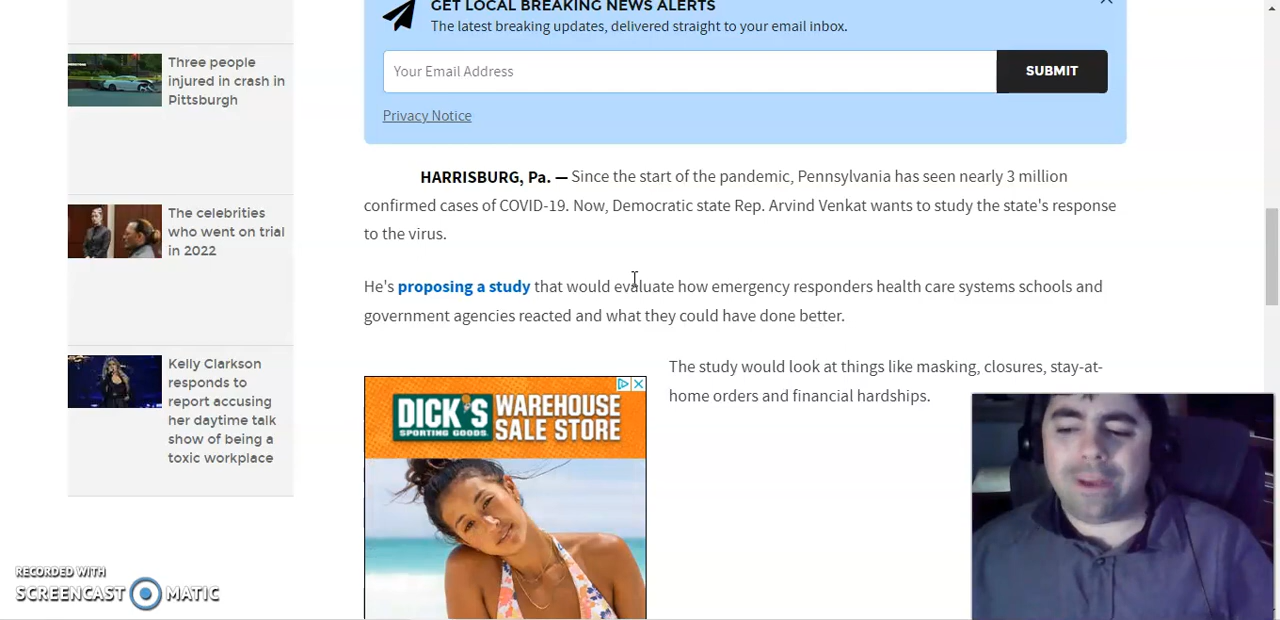 GET LOCAL BREAKING NEWS ALERTS
The latest breaking updates, delivered straight to your email inbox.
Your Email Address
SUBMIT
Privacy Notice
Three people
injured in crash in
Pittsburgh
The celebrities
who went on trial
in 2022
Kelly Clarkson
responds to
report accusing
her daytime talk
show of being a
toxic workplace
HARRISBURG, Pa. — Since the start of the pandemic, Pennsylvania has seen nearly 3 million
confirmed cases of COVID-19. Now, Democratic state Rep. Arvind Venkat wants to study the state's response
to the virus.
He's proposing a study that would evaluate how emergency responders health care systems schools and
government agencies reacted and what they could have done better.
The study would look at things like masking, closures, stay-at-
home orders and financial hardships.
DICK'S
SPORTING GOODS
WAREHOUSE
SALE STORE
RECORDED WITH
SCREENCAST MATIC